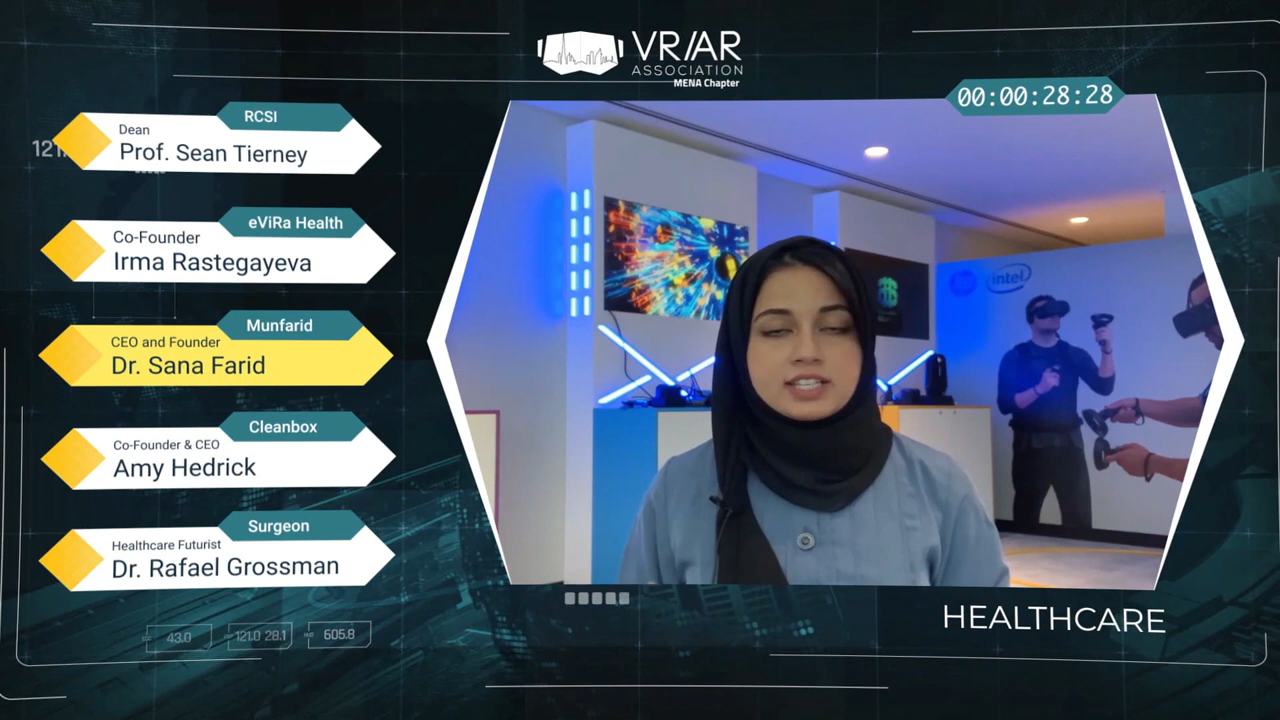 VR/AR
ASSOCIATION
MENA Chapter
00:00:28:28
RCSI
Dean
Prof. Sean Tierney
eViRa Health
Co-Founder
Irma Rastegayeva
Munfarid
CEO and Founder
Dr. Sana Farid
Cleanbox
Co-Founder & CEO
Amy Hedrick
Surgeon
Healthcare Futurist
Dr. Rafael Grossman
intel
HEALTHCARE
43.0
121.0 28.1
605.8